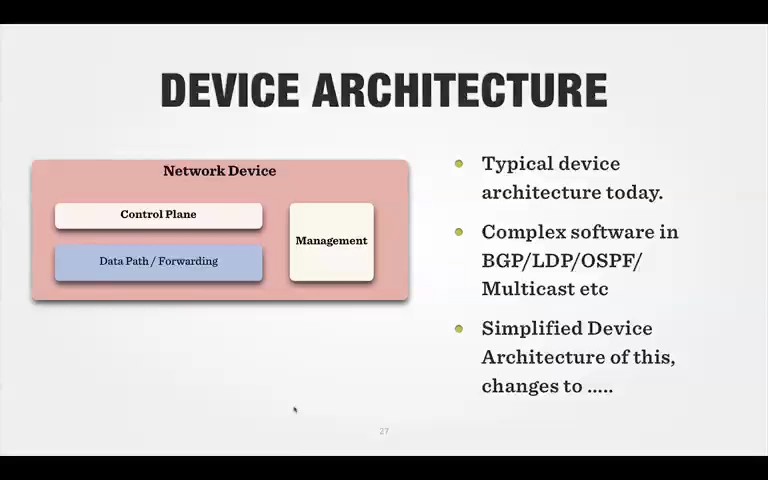 DEVICE ARCHITECTURE
Network Device
Control Plane
Data Path / Forwarding
Management
Typical device
architecture today.
Complex software in
BGP/LDP/OSPF/
Multicast etc
Simplified Device
Architecture of this,
changes to .....
27